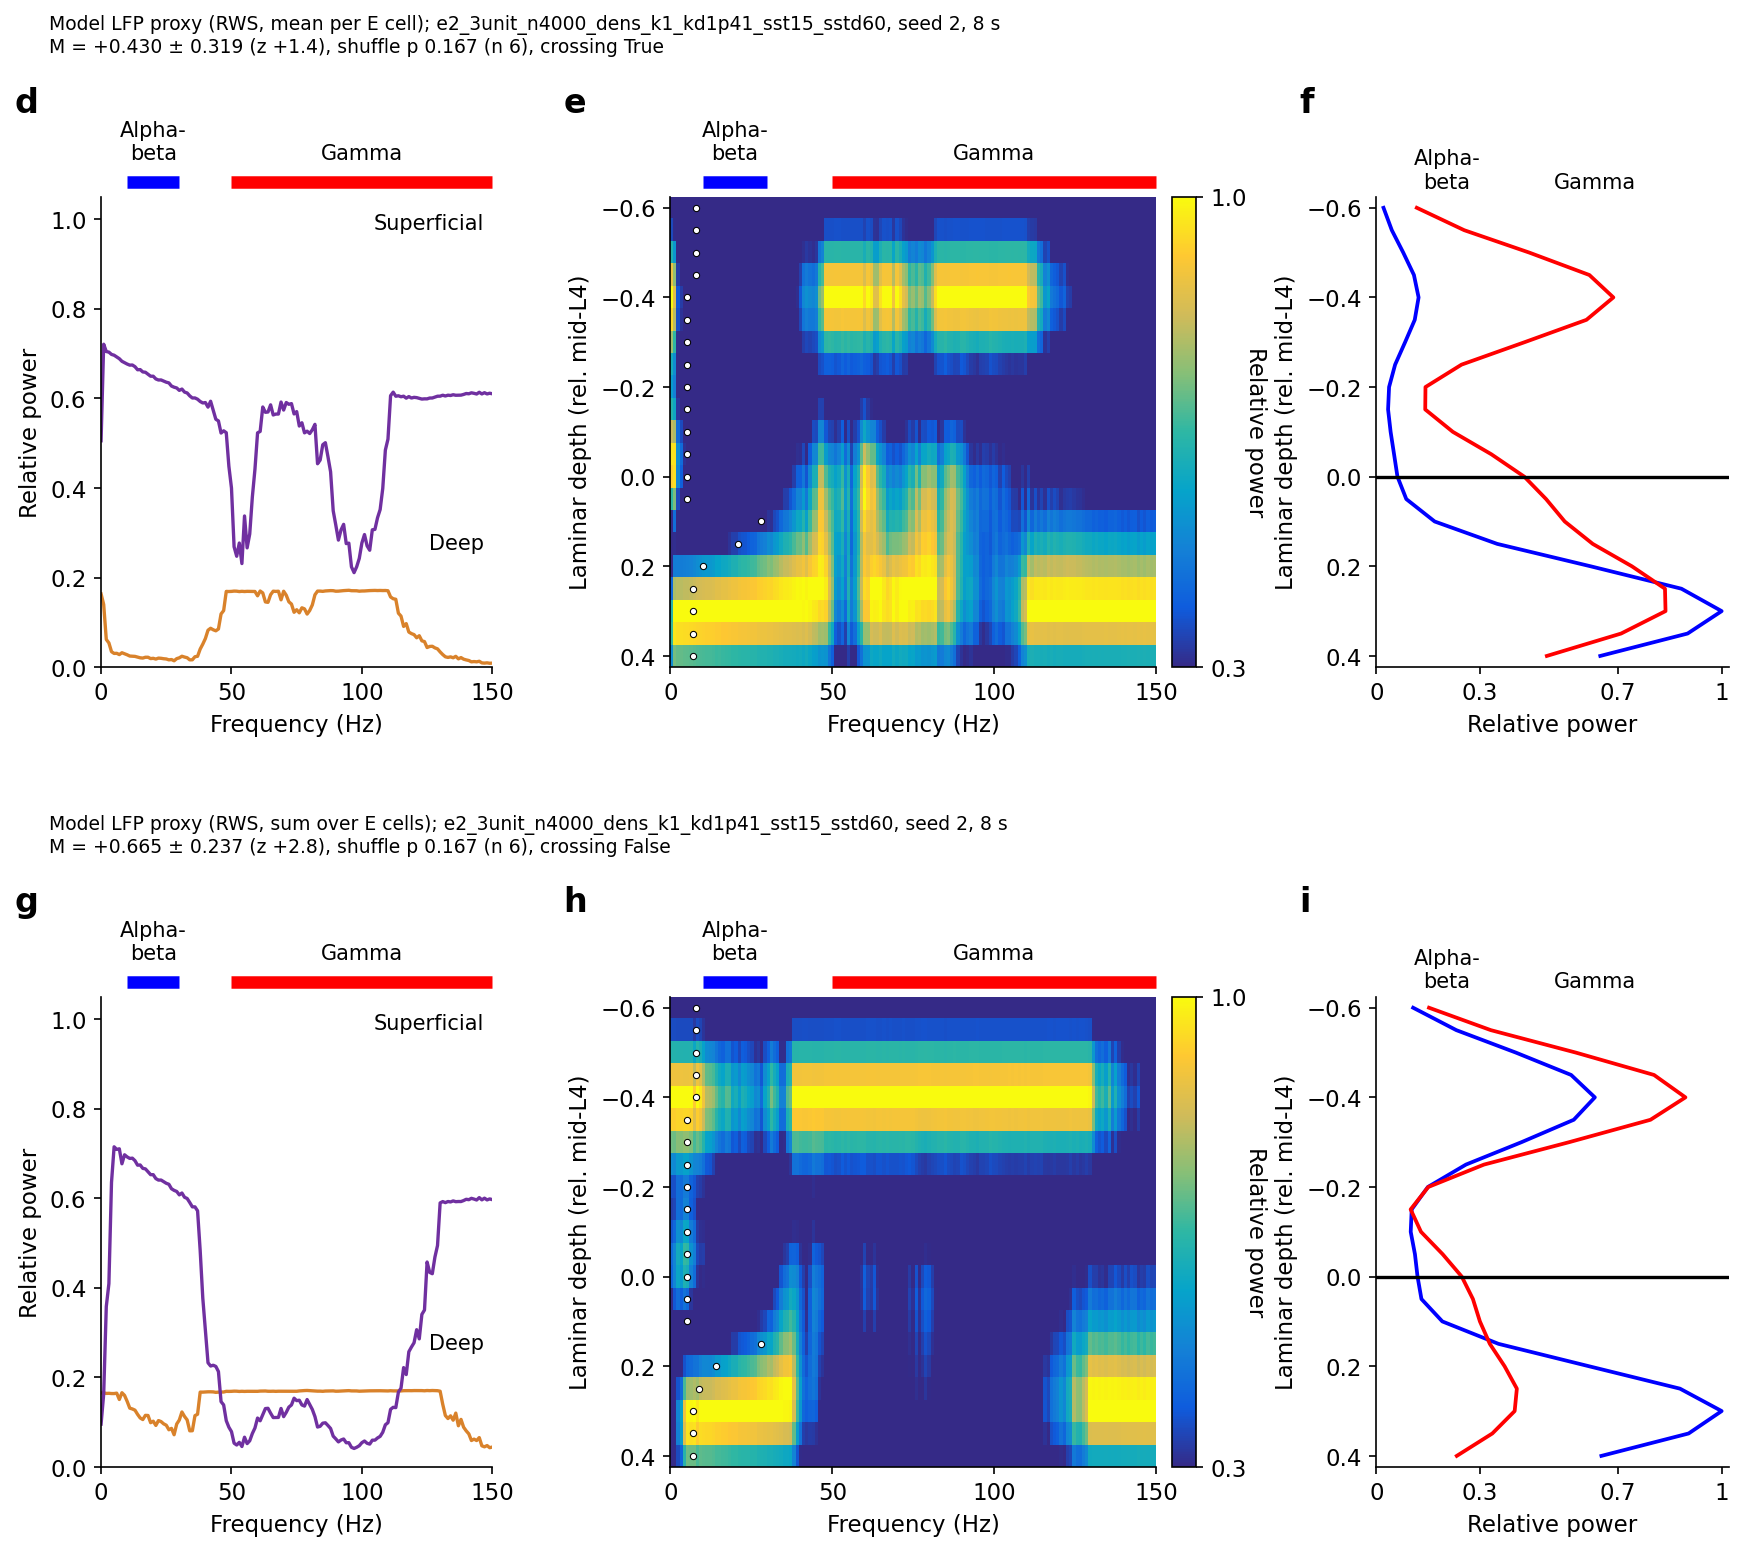 Model LFP proxy (RWS, mean per E cell); e2_3unit_n4000_dens_k1_kd1p41_sst15_sstd60, seed 2, 8 s
M = +0.430 ± 0.319 (z +1.4), shuffle p 0.167 (n 6), crossing True
d
Alpha-
beta
Gamma
Superficial
Deep
Relative power
1.0
0.8
0.6
0.4
0.2
0.0
0
50
100
150
Frequency (Hz)
e
Alpha-
beta
Gamma
Laminar depth (rel. mid-L4)
−0.6
−0.4
−0.2
0.0
0.2
0.4
0
50
100
150
Frequency (Hz)
1.0
0.3
Relative power
f
Alpha-
beta
Gamma
Laminar depth (rel. mid-L4)
−0.6
−0.4
−0.2
0.0
0.2
0.4
0
0.3
0.7
1
Relative power
Model LFP proxy (RWS, sum over E cells); e2_3unit_n4000_dens_k1_kd1p41_sst15_sstd60, seed 2, 8 s
M = +0.665 ± 0.237 (z +2.8), shuffle p 0.167 (n 6), crossing False
g
Alpha-
beta
Gamma
Superficial
Deep
Relative power
1.0
0.8
0.6
0.4
0.2
0.0
0
50
100
150
Frequency (Hz)
h
Alpha-
beta
Gamma
Laminar depth (rel. mid-L4)
−0.6
−0.4
−0.2
0.0
0.2
0.4
0
50
100
150
Frequency (Hz)
1.0
0.3
Relative power
i
Alpha-
beta
Gamma
Laminar depth (rel. mid-L4)
−0.6
−0.4
−0.2
0.0
0.2
0.4
0
0.3
0.7
1
Relative power